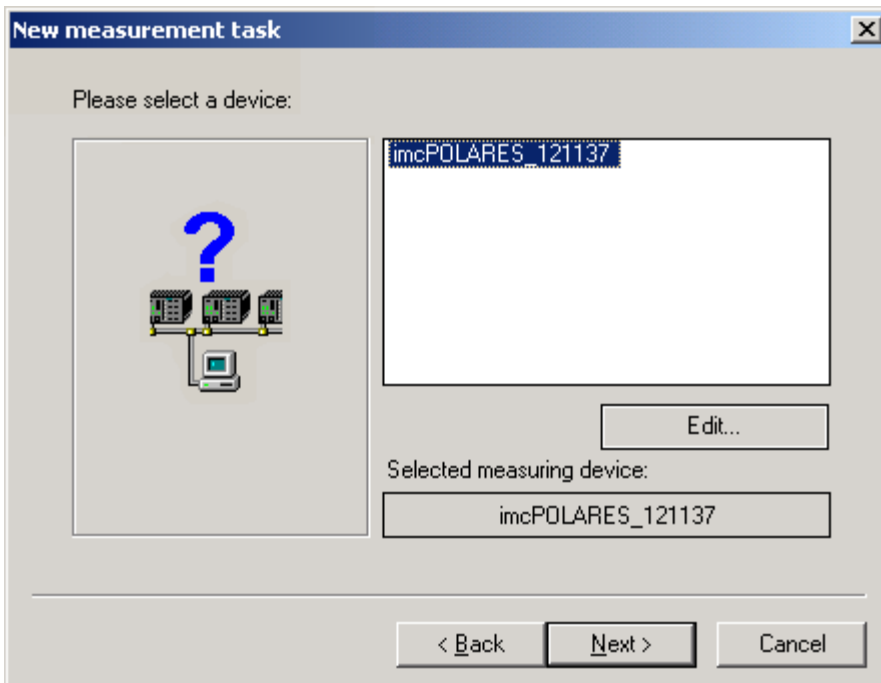 New measurement task
Please select a device:
imcPOLARES_121137
Edit...
Selected measuring device:
imcPOLARES_121137
< Back
Next >
Cancel